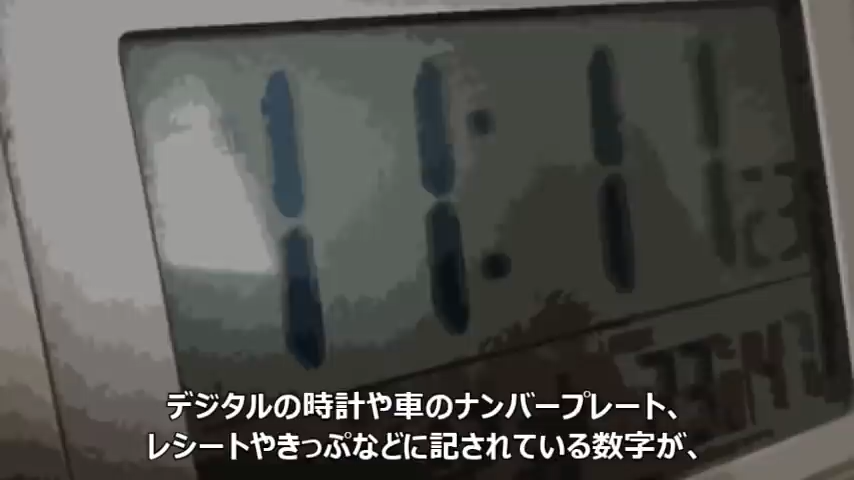 11:11
デジタルの時計や車のナンバープレート、
レシートやきっぷなどに記されている数字が、